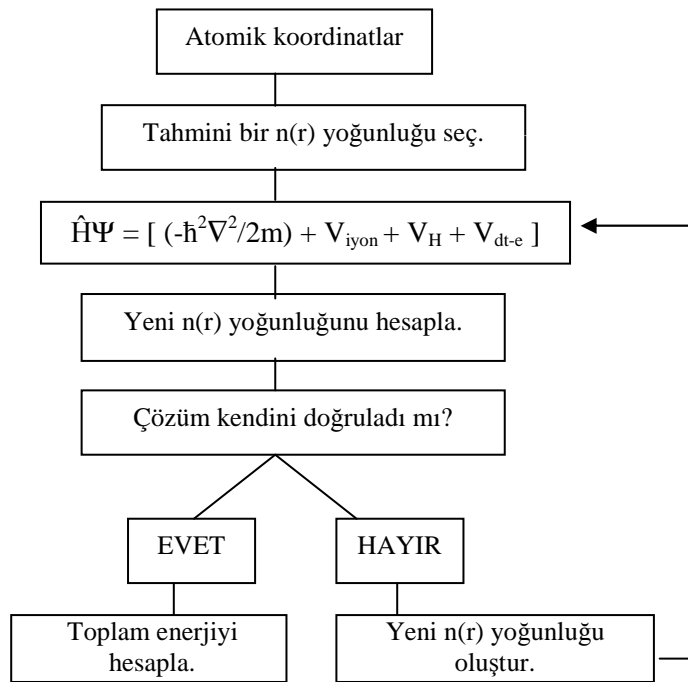 Atomik koordinatlar
Tahmini bir n(r) yoğunluğu seç.
ĤΨ = [ (-ħ²∇²/2m) + V_iyon + V_H + V_dt-e ]
Yeni n(r) yoğunluğunu hesapla.
Çözüm kendini doğruladı mı?
EVET
HAYIR
Toplam enerjiyi
hesapla.
Yeni n(r) yoğunluğu
oluştur.